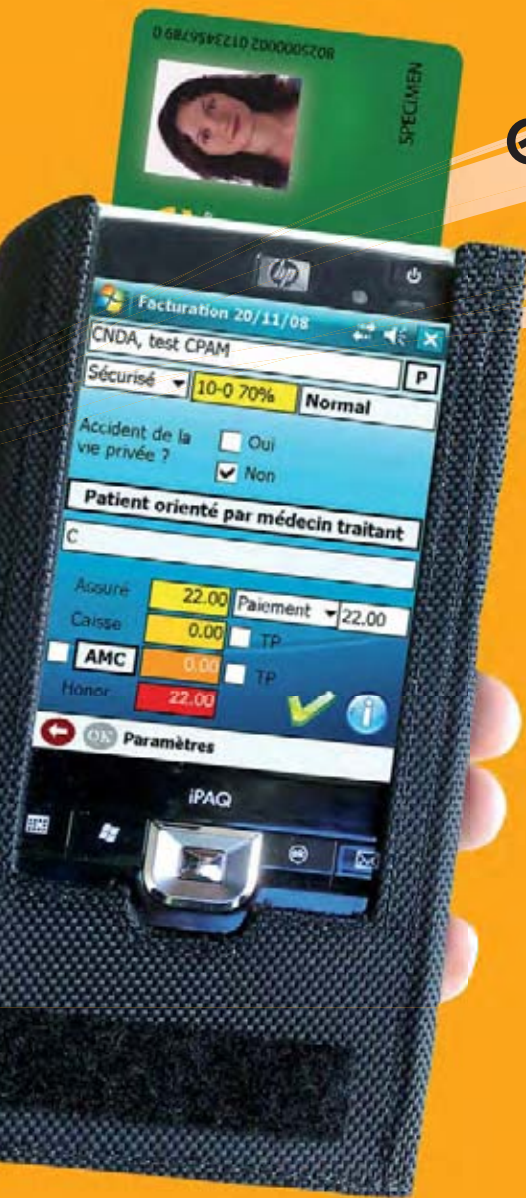 8025000002 0123456789 0
SPECIMEN
e
hp
Facturation 20/11/08
CNDA, test CPAM
P
Sécurisé
10-0 70%
Normal
Accident de la
vie privée ?
Oui
Non
Patient orienté par médecin traitant
C
Assuré
22.00
Paiement
22.00
Caisse
0.00
TP
AMC
0.00
TP
Honor
22.00
OK
Paramètres
iPAQ
ok